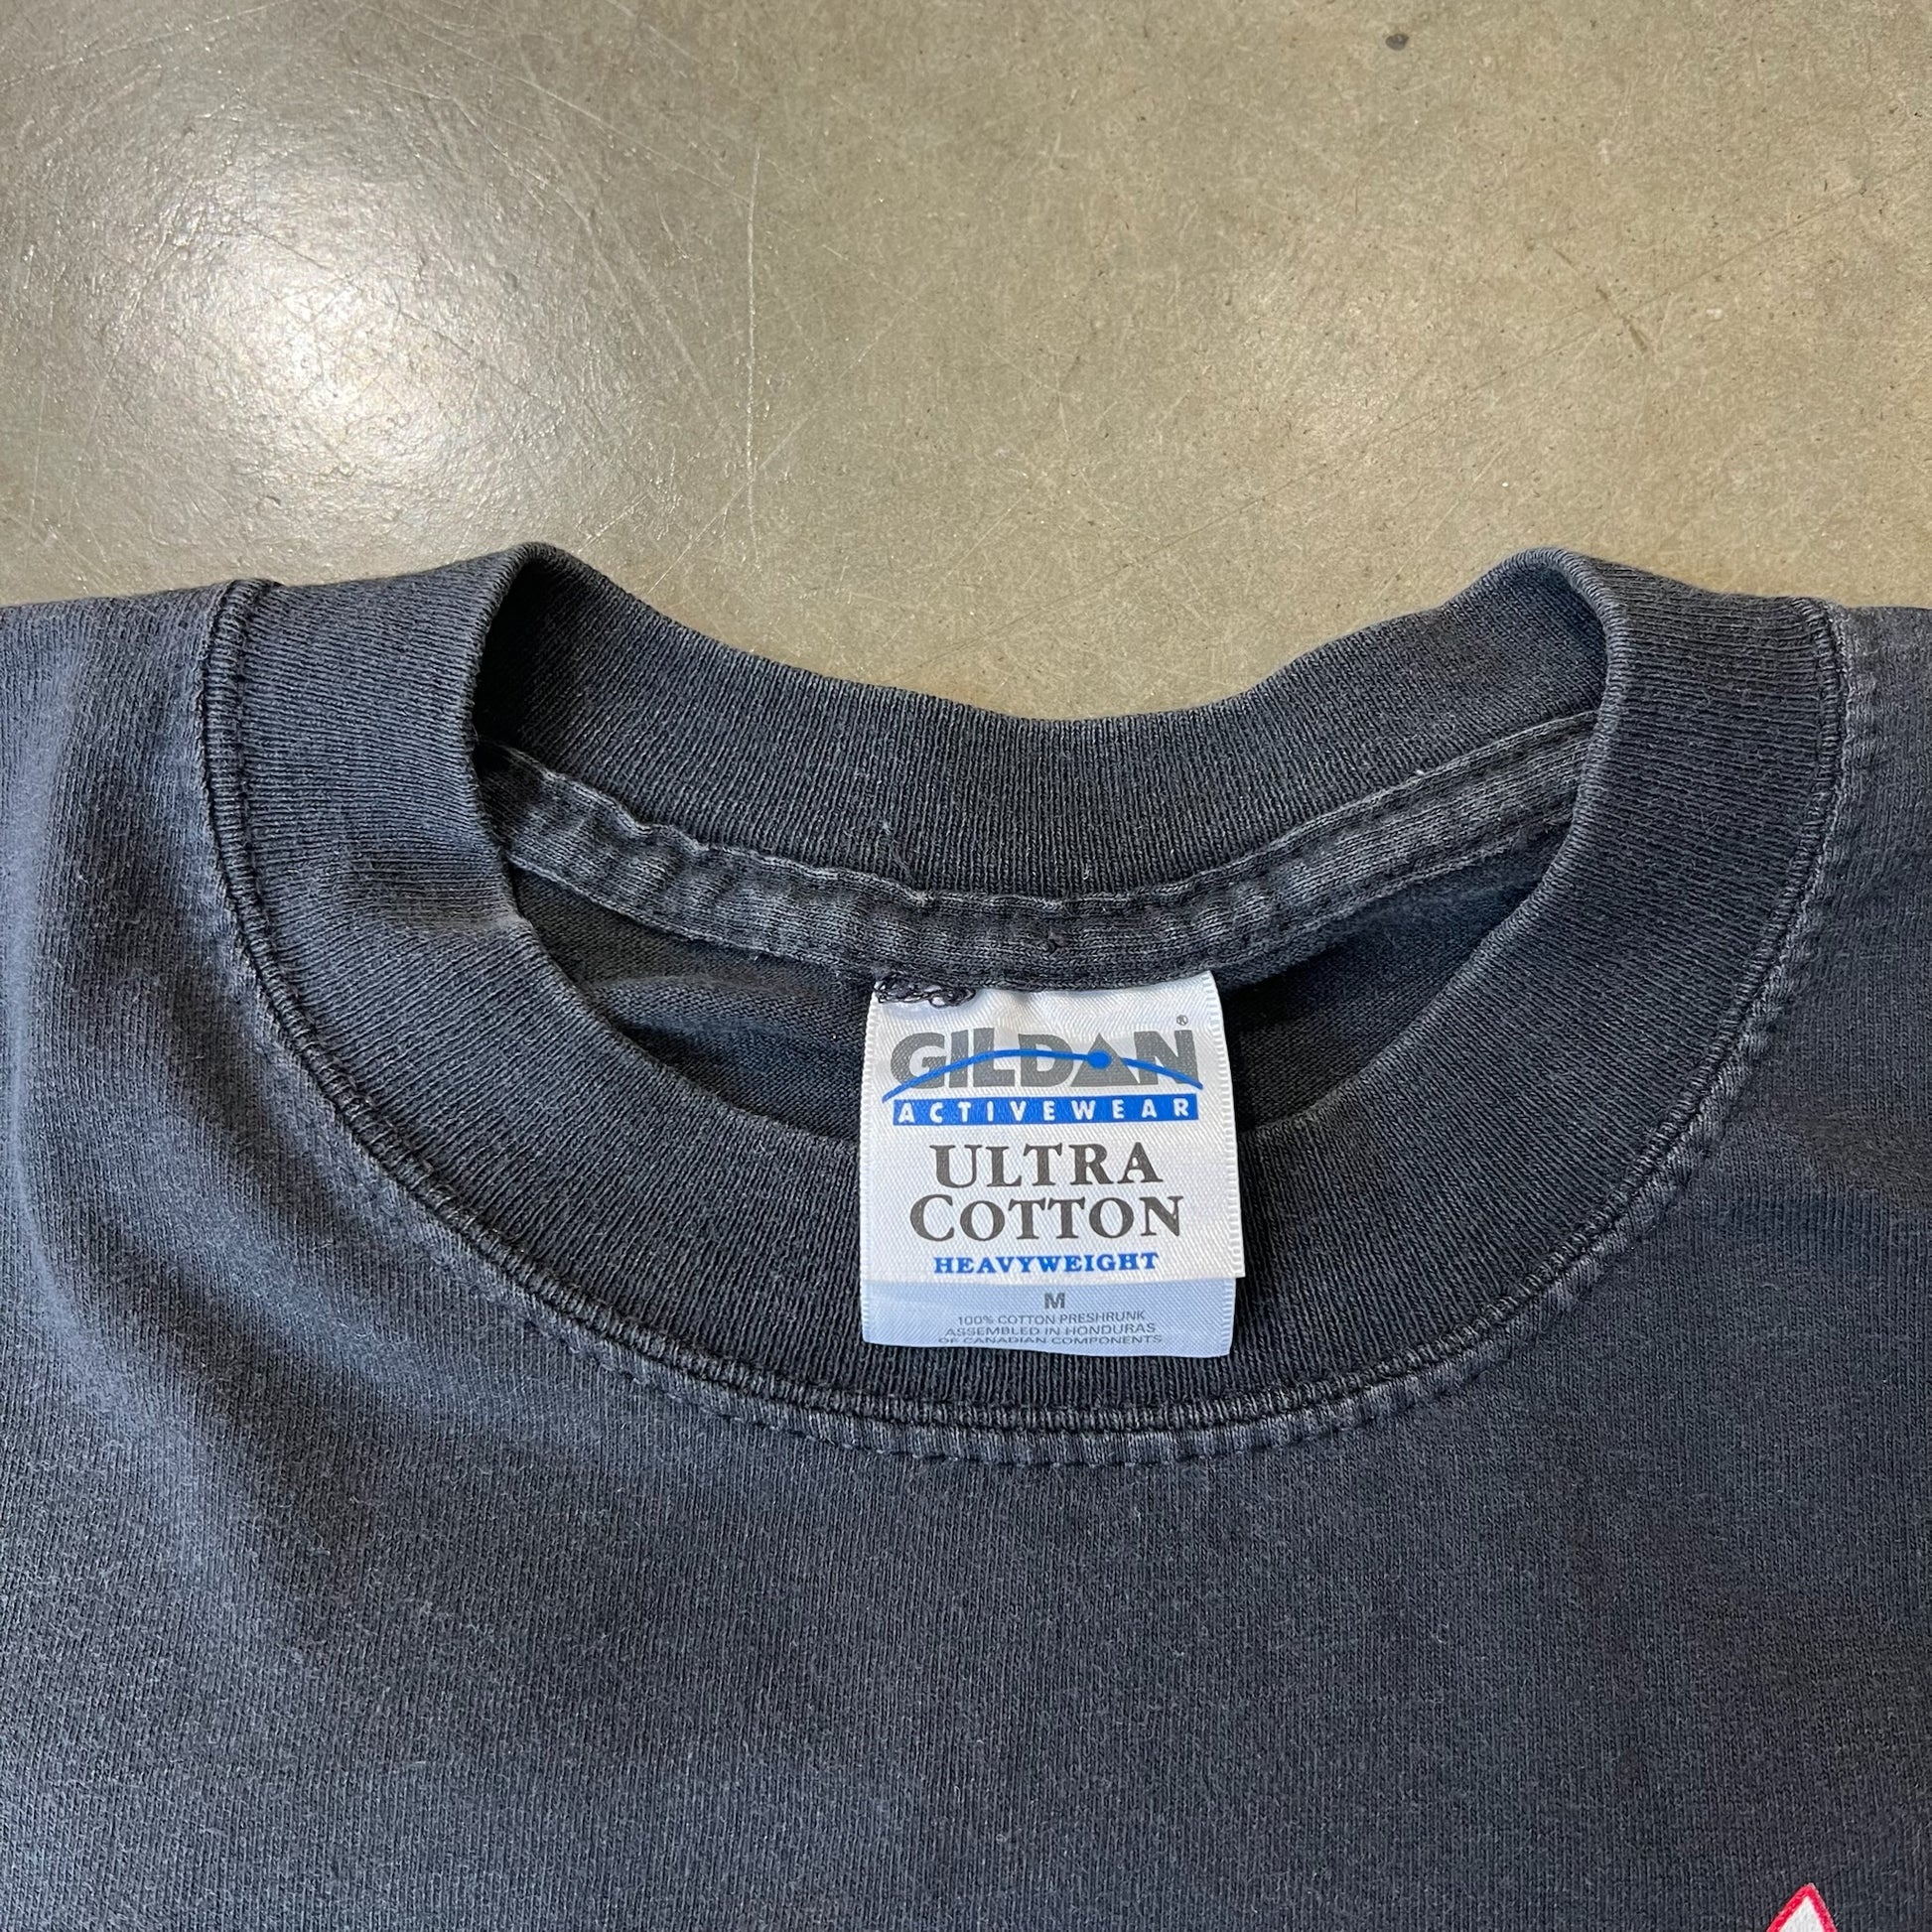 GILDAN®
ACTIVEWEAR
ULTRA
COTTON
HEAVYWEIGHT
M
100% COTTON PRESHRUNK
ASSEMBLED IN HONDURAS
OF CANADIAN COMPONENTS